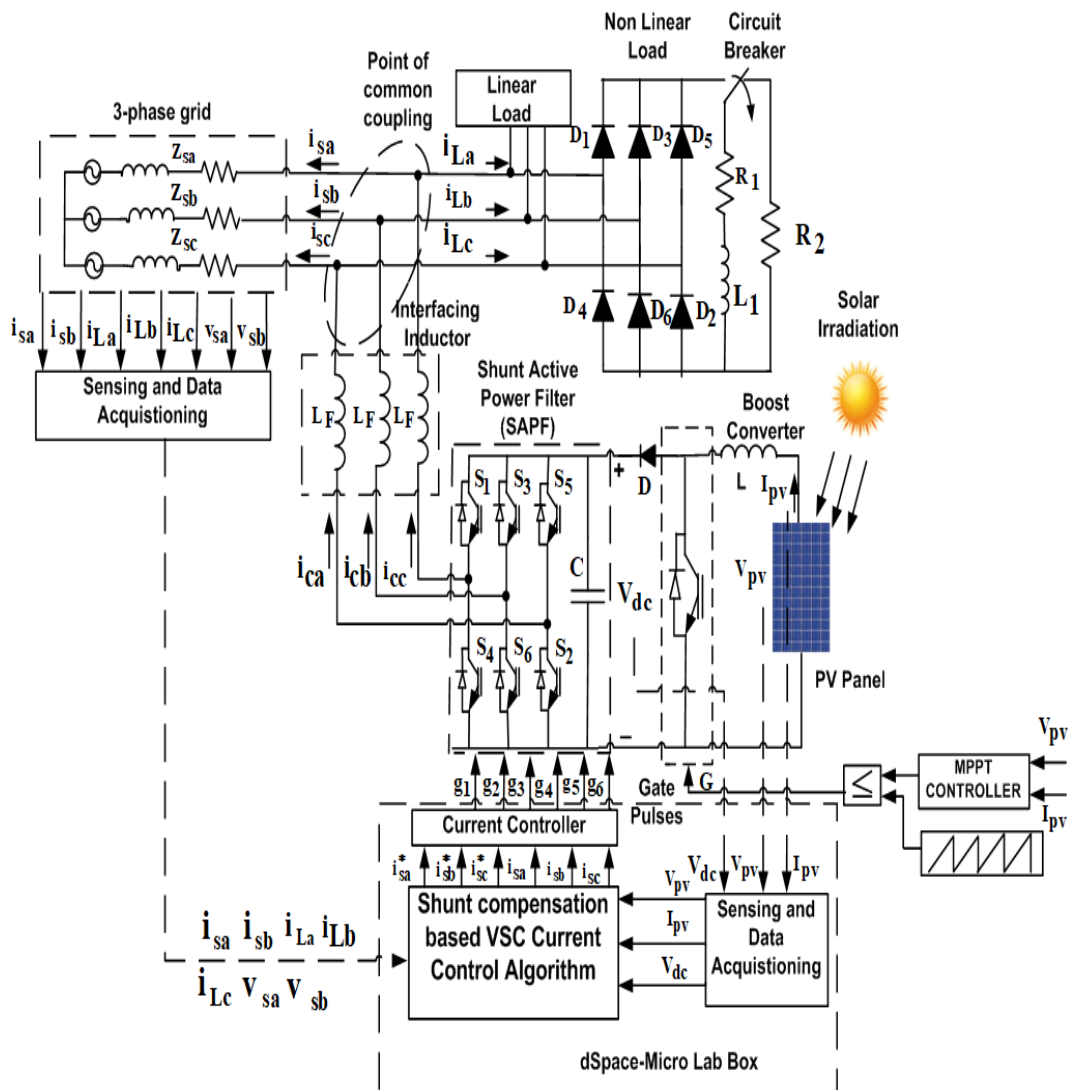 Non Linear
Load
Circuit
Breaker
Point of
common
coupling
Linear
Load
3-phase grid
D1
D3
D5
Zsa
isa
iLa
R1
Zsb
isb
iLb
R2
Zsc
isc
iLc
L1
D4
D6
D2
Interfacing
Inductor
Solar
Irradiation
isa
isb
iLa
iLb
iLc
vsa
vsb
Sensing and Data
Acquistioning
Shunt Active
Power Filter
(SAPF)
Boost
Converter
LF
LF
LF
+
D
L
Ipv
S1
S3
S5
ica
icb
icc
C
Vdc
Vpv
S4
S6
S2
PV Panel
Vpv
MPPT
CONTROLLER
Ipv
≤
g1
g2
g3
g4
g5
g6
Gate
Pulses
G
Current Controller
i*sa
i*sb
i*sc
isa
isb
isc
Vdc
Vpv
Ipv
Shunt compensation
based VSC Current
Control Algorithm
Vpv
Ipv
Vdc
Sensing and
Data
Acquistioning
isa isb iLa iLb
iLc vsa vsb
dSpace-Micro Lab Box